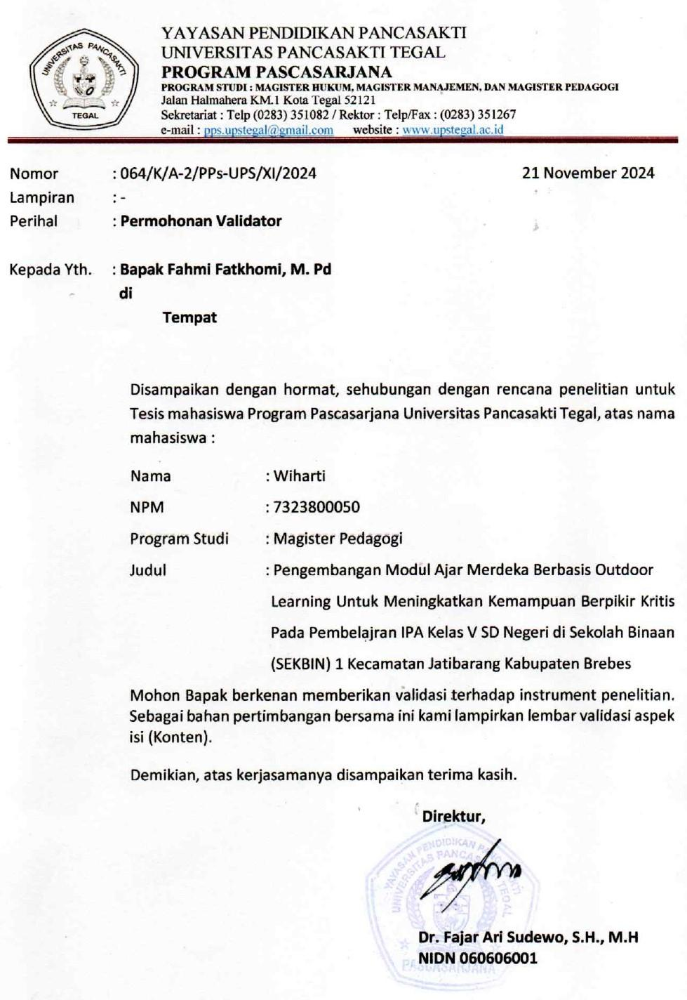 UNIVERSITAS PANCASAKTI
TEGAL
YAYASAN PENDIDIKAN PANCASAKTI
UNIVERSITAS PANCASAKTI TEGAL
PROGRAM PASCASARJANA
PROGRAM STUDI : MAGISTER HUKUM, MAGISTER MANAJEMEN, DAN MAGISTER PEDAGOGI
Jalan Halmahera KM.1 Kota Tegal 52121
Sekretariat : Telp (0283) 351082 / Rektor : Telp/Fax : (0283) 351267
e-mail : pps.upstegal@gmail.com website : www.upstegal.ac.id
Nomor : 064/K/A-2/PPs-UPS/XI/2024 21 November 2024
Lampiran : -
Perihal : Permohonan Validator
Kepada Yth. : Bapak Fahmi Fatkhomi, M. Pd
di
Tempat
Disampaikan dengan hormat, sehubungan dengan rencana penelitian untuk
Tesis mahasiswa Program Pascasarjana Universitas Pancasakti Tegal, atas nama
mahasiswa :
Nama : Wiharti
NPM : 7323800050
Program Studi : Magister Pedagogi
Judul : Pengembangan Modul Ajar Merdeka Berbasis Outdoor
Learning Untuk Meningkatkan Kemampuan Berpikir Kritis
Pada Pembelajran IPA Kelas V SD Negeri di Sekolah Binaan
(SEKBIN) 1 Kecamatan Jatibarang Kabupaten Brebes
Mohon Bapak berkenan memberikan validasi terhadap instrument penelitian.
Sebagai bahan pertimbangan bersama ini kami lampirkan lembar validasi aspek
isi (Konten).
Demikian, atas kerjasamanya disampaikan terima kasih.
Direktur,
YAYASAN PENDIDIKAN PANCASAKTI
UNIVERSITAS PANCASAKTI TEGAL
Dr. Fajar Ari Sudewo, S.H., M.H
NIDN 060606001
PASCASARJANA